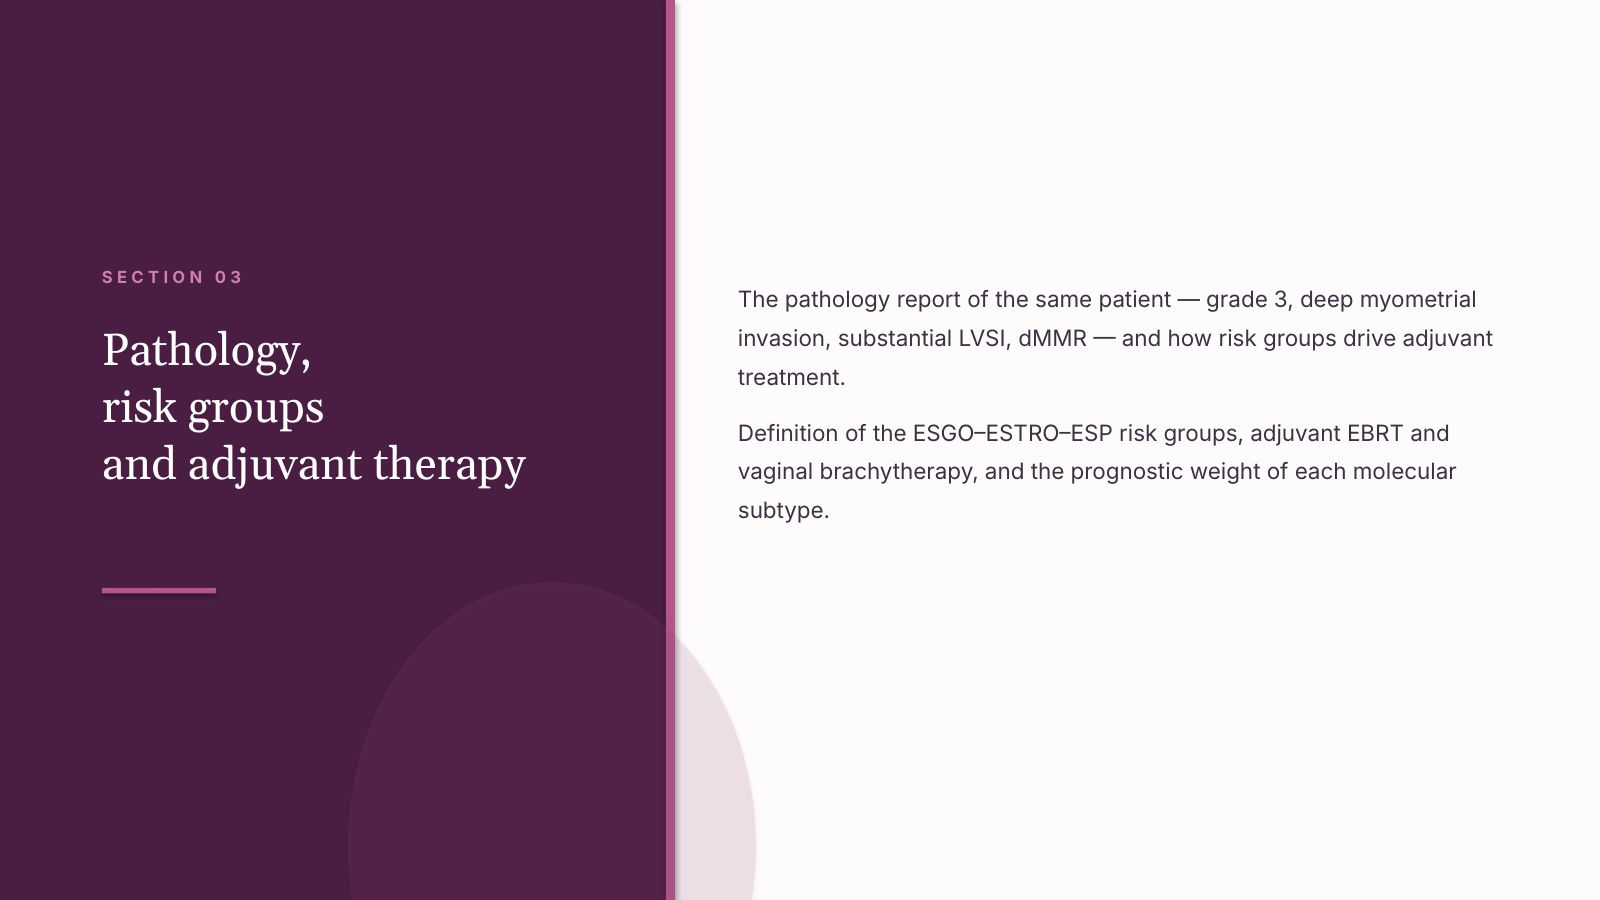 SECTION 03
Pathology,
risk groups
and adjuvant therapy
The pathology report of the same patient — grade 3, deep myometrial
invasion, substantial LVSI, dMMR — and how risk groups drive adjuvant
treatment.
Definition of the ESGO–ESTRO–ESP risk groups, adjuvant EBRT and
vaginal brachytherapy, and the prognostic weight of each molecular
subtype.